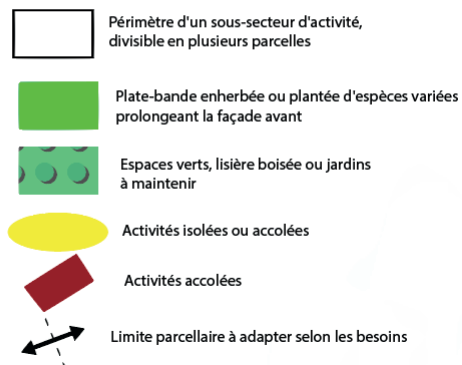 Périmètre d'un sous-secteur d'activité,
divisible en plusieurs parcelles
Plate-bande enherbée ou plantée d'espèces variées
prolongeant la façade avant
Espaces verts, lisière boisée ou jardins
à maintenir
Activités isolées ou accolées
Activités accolées
Limite parcellaire à adapter selon les besoins